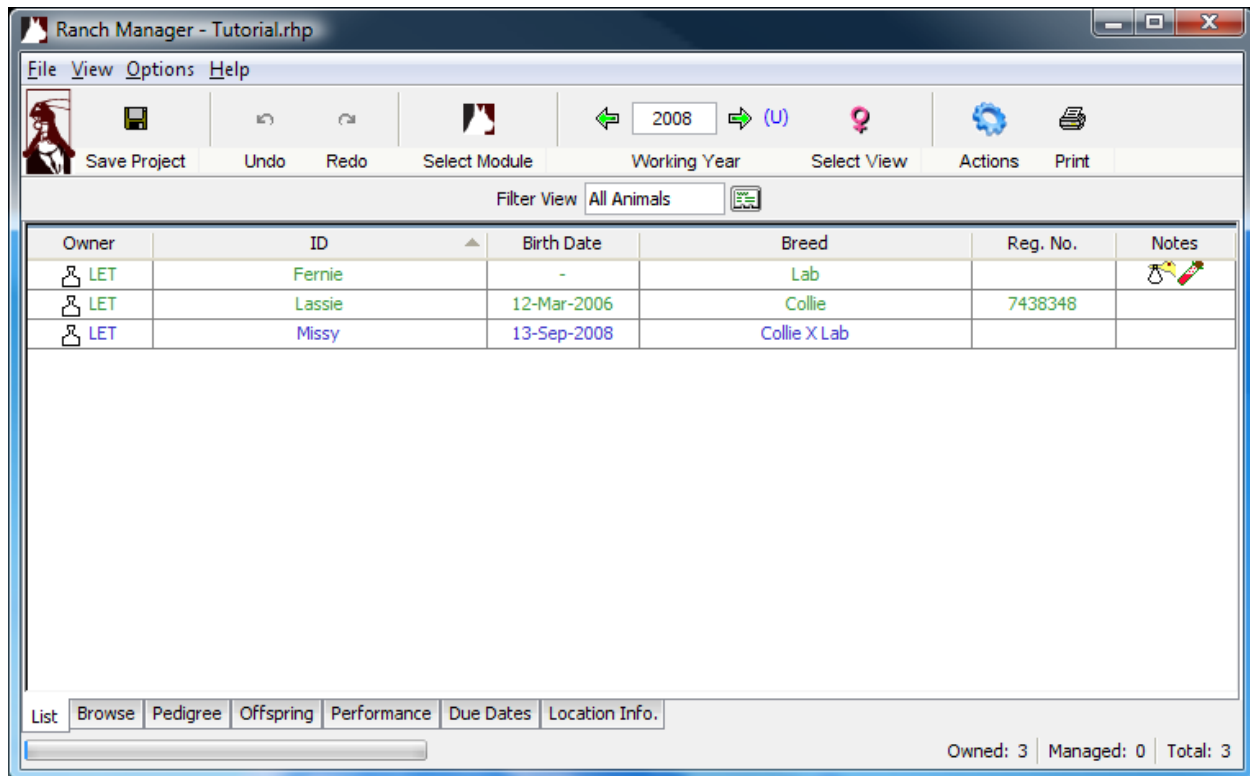 Ranch Manager - Tutorial.rhp
File View Options Help
2008 (U)
Save Project Undo Redo Select Module Working Year Select View Actions Print
Filter View All Animals
Owner ID Birth Date Breed Reg. No. Notes
LET Fernie - Lab
LET Lassie 12-Mar-2006 Collie 7438348
LET Missy 13-Sep-2008 Collie X Lab
List Browse Pedigree Offspring Performance Due Dates Location Info.
Owned: 3 Managed: 0 Total: 3